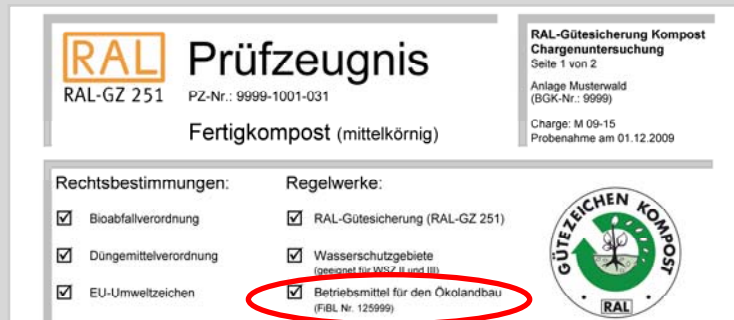 RAL
RAL-GZ 251
Prüfzeugnis
PZ-Nr.: 9999-1001-031
Fertigkompost (mittelkörnig)
RAL-Gütesicherung Kompost
Chargenuntersuchung
Seite 1 von 2
Anlage Musterwald
(BGK-Nr.: 9999)
Charge: M 09-15
Probenahme am 01.12.2009
Rechtsbestimmungen:
Bioabfallverordnung
Düngemittelverordnung
EU-Umweltzeichen
Regelwerke:
RAL-Gütesicherung (RAL-GZ 251)
Wasserschutzgebiete
(geeignet für WSZ II und III)
Betriebsmittel für den Ökolandbau
(FiBL Nr. 125999)
GÜTEZEICHEN KOMPOST
RAL